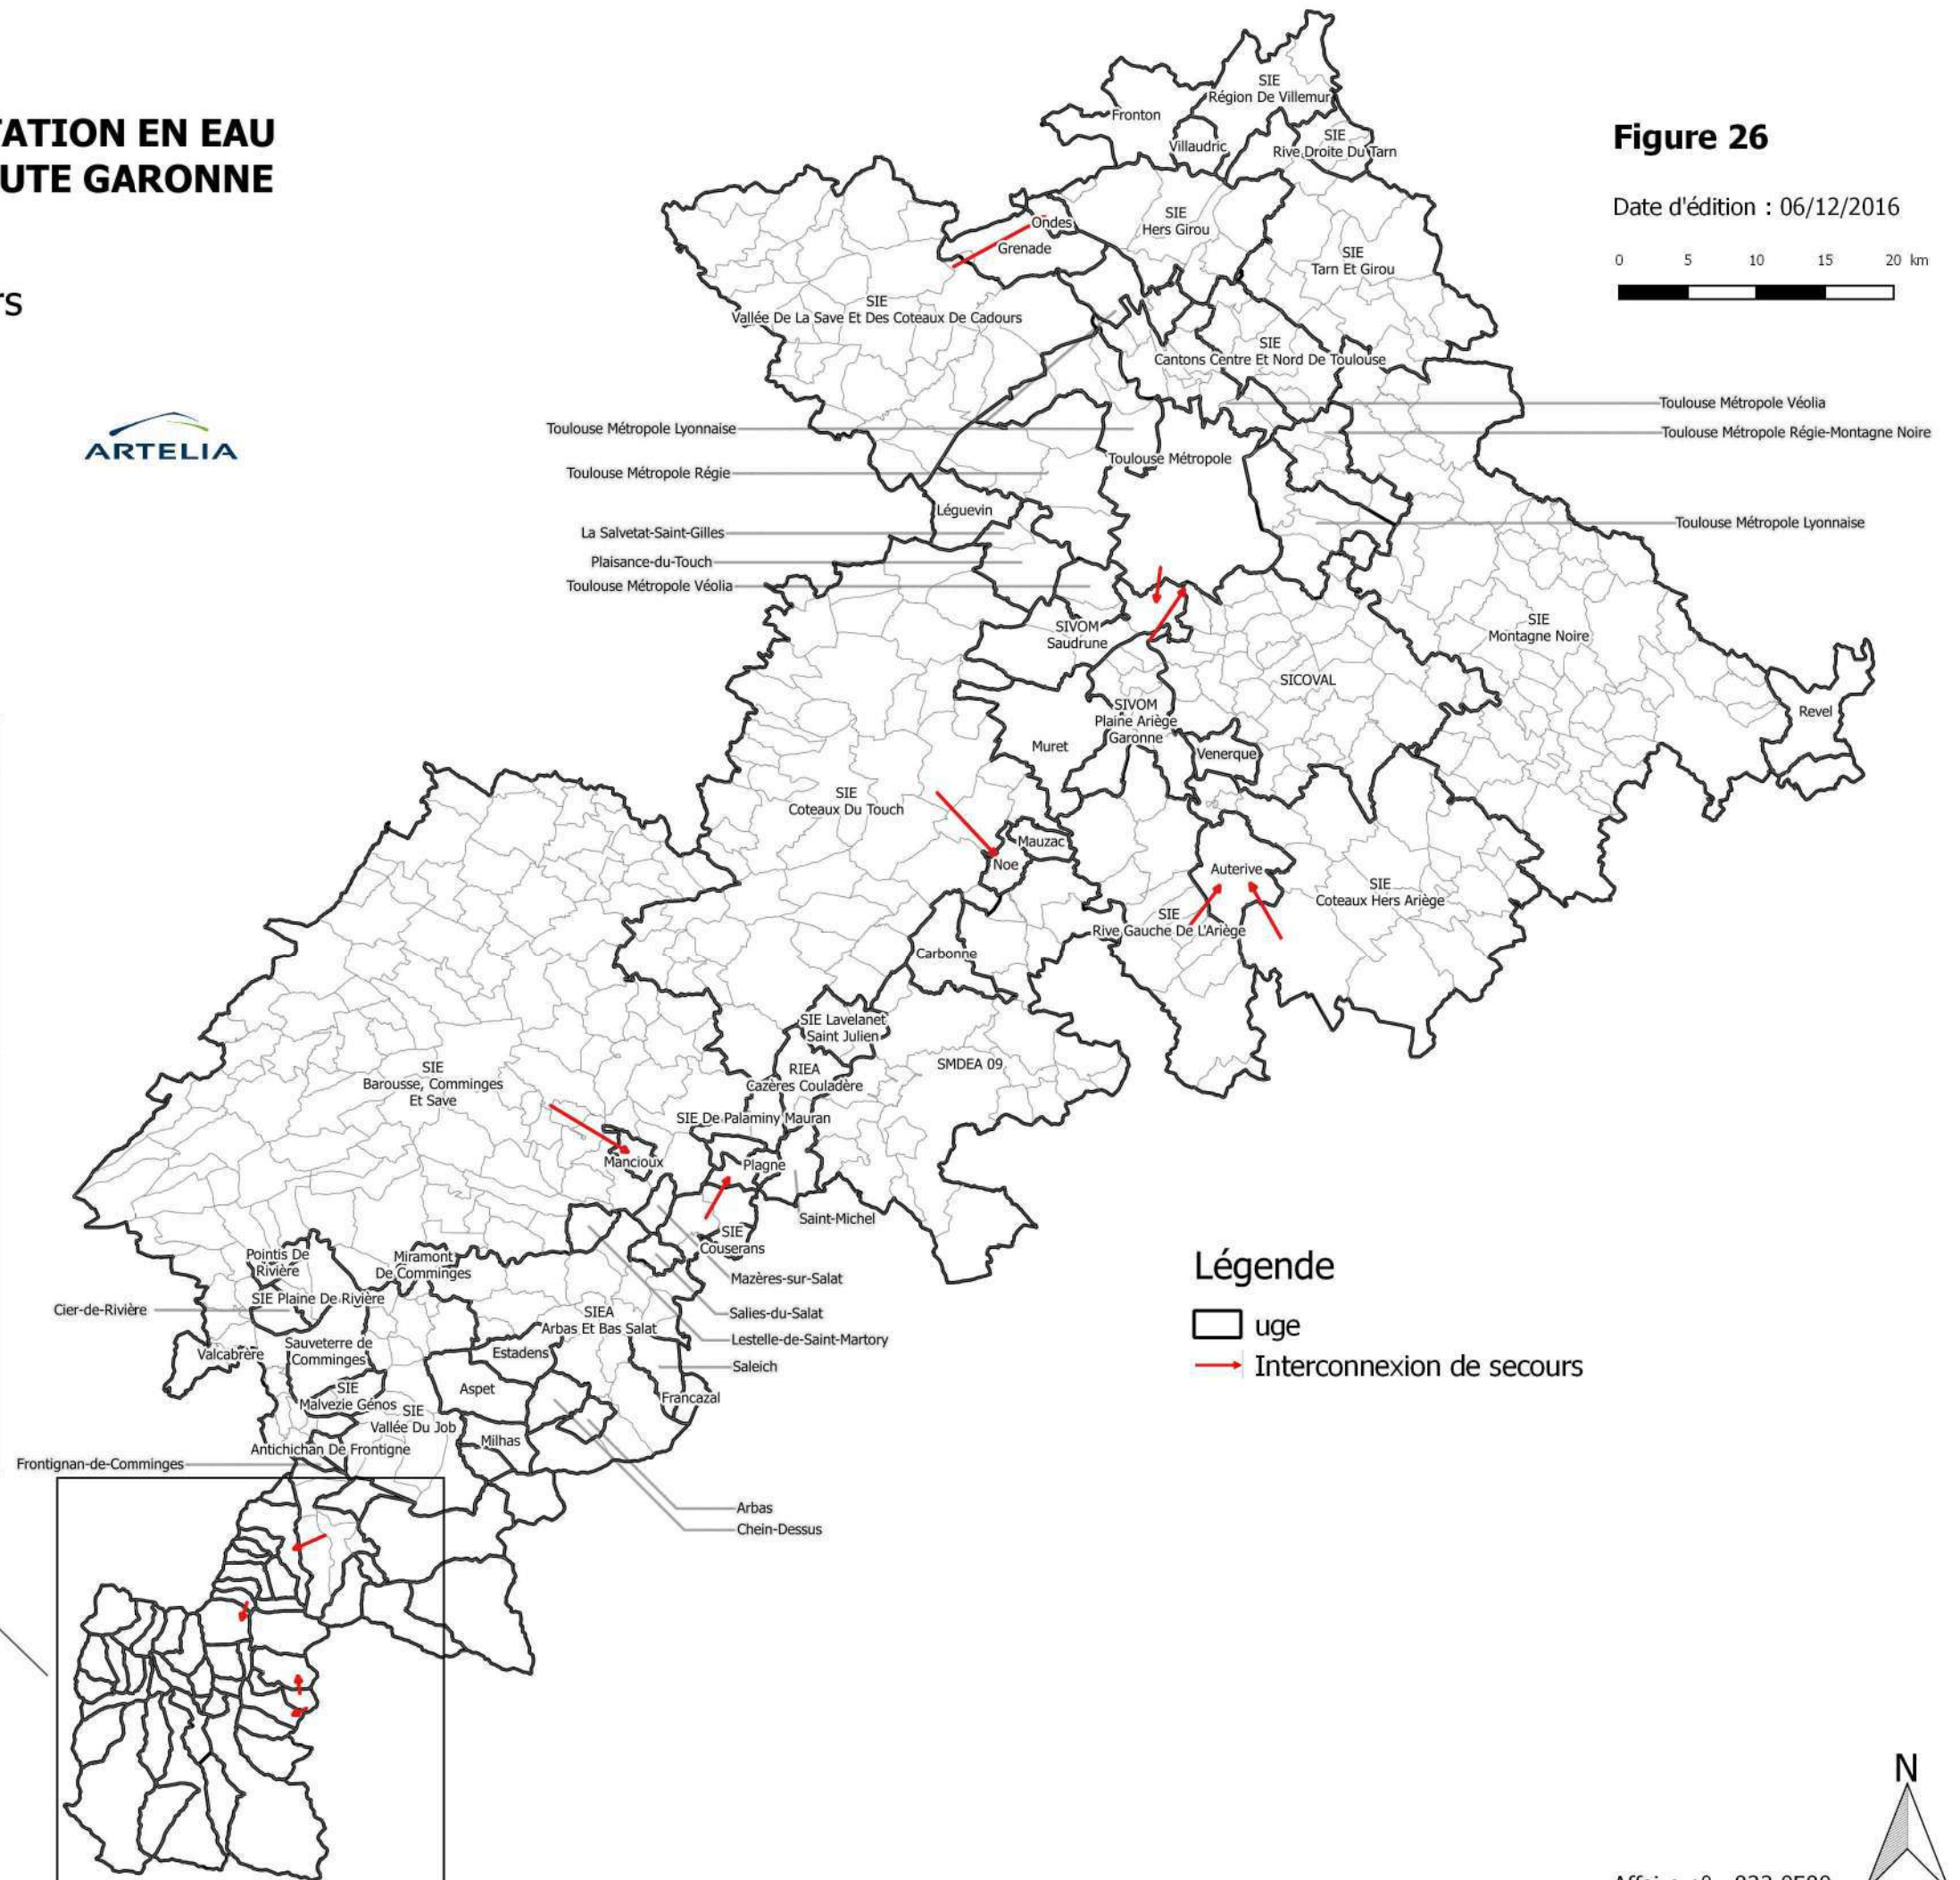 TATION EN EAU
UTE GARONNE
rs
ARTELIA
Figure 26
Date d'édition : 06/12/2016
0 5 10 15 20 km
SIE
Région De Villemur
Fronton
Villaudric
SIE
Rive Droite Du Tarn
Ondes
Grenade
SIE
Hers Girou
SIE
Tarn Et Girou
SIE
Vallée De La Save Et Des Coteaux De Cadours
SIE
Cantons Centre Et Nord De Toulouse
Toulouse Métropole Véolia
Toulouse Métropole Lyonnaise
Toulouse Métropole Régie-Montagne Noire
Toulouse Métropole
Toulouse Métropole Régie
Léguevin
Toulouse Métropole Lyonnaise
La Salvetat-Saint-Gilles
Plaisance-du-Touch
Toulouse Métropole Véolia
SIVOM
Saudrune
SIE
Montagne Noire
SICOVAL
Revel
SIVOM
Plaine Ariège
Garonne
Muret
Venerque
SIE
Coteaux Du Touch
Mauzac
Noe
Auterive
SIE
Coteaux Hers Ariège
SIE
Rive Gauche De L'Ariège
Carbonne
SIE Lavelanet
Saint Julien
SMDEA 09
RIEA
Cazères Couladère
SIE
Barousse, Comminges
Et Save
SIE De Palaminy Mauran
Mancioux
Plagne
Saint-Michel
SIE
Couserans
Mazères-sur-Salat
Salies-du-Salat
Lestelle-de-Saint-Martory
Saleich
Pointis De
Rivière
Miramont
De Comminges
SIE Plaine De Rivière
Cier-de-Rivière
SIEA
Arbas Et Bas Salat
Valcabrère
Sauveterre de
Comminges
Estadens
Aspet
Francazal
SIE
Malvezie Génos
SIE
Vallée Du Job
Milhas
Antichichan De Frontigne
Frontignan-de-Comminges
Arbas
Chein-Dessus
Légende
uge
Interconnexion de secours
N